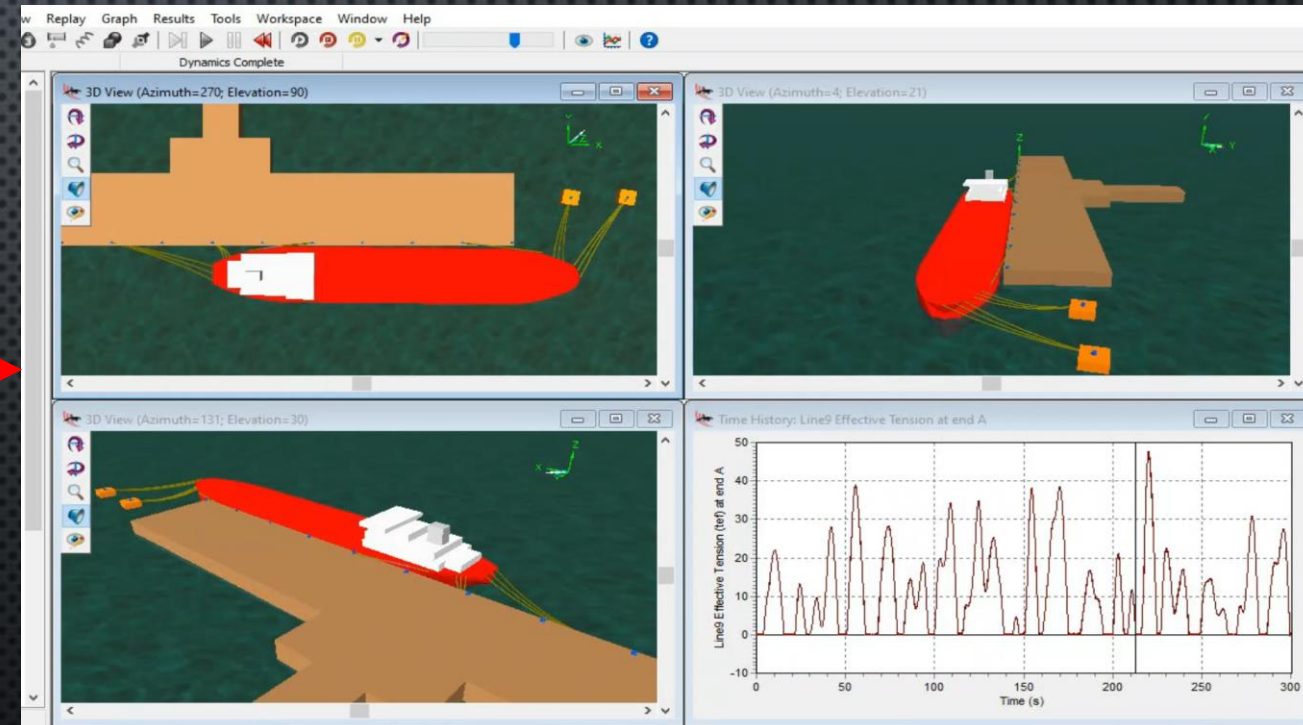 w Replay Graph Results Tools Workspace Window Help
Dynamics Complete
3D View (Azimuth=270; Elevation=90)
3D View (Azimuth=4; Elevation=21)
Y
Z
X
Z
Y
X
Y
3D View (Azimuth=131; Elevation=30)
Z
X
Time History: Line9 Effective Tension at end A
Line9 Effective Tension (tef) at end A
50
40
30
20
10
0
-10
0 50 100 150 200 250 300
Time (s)